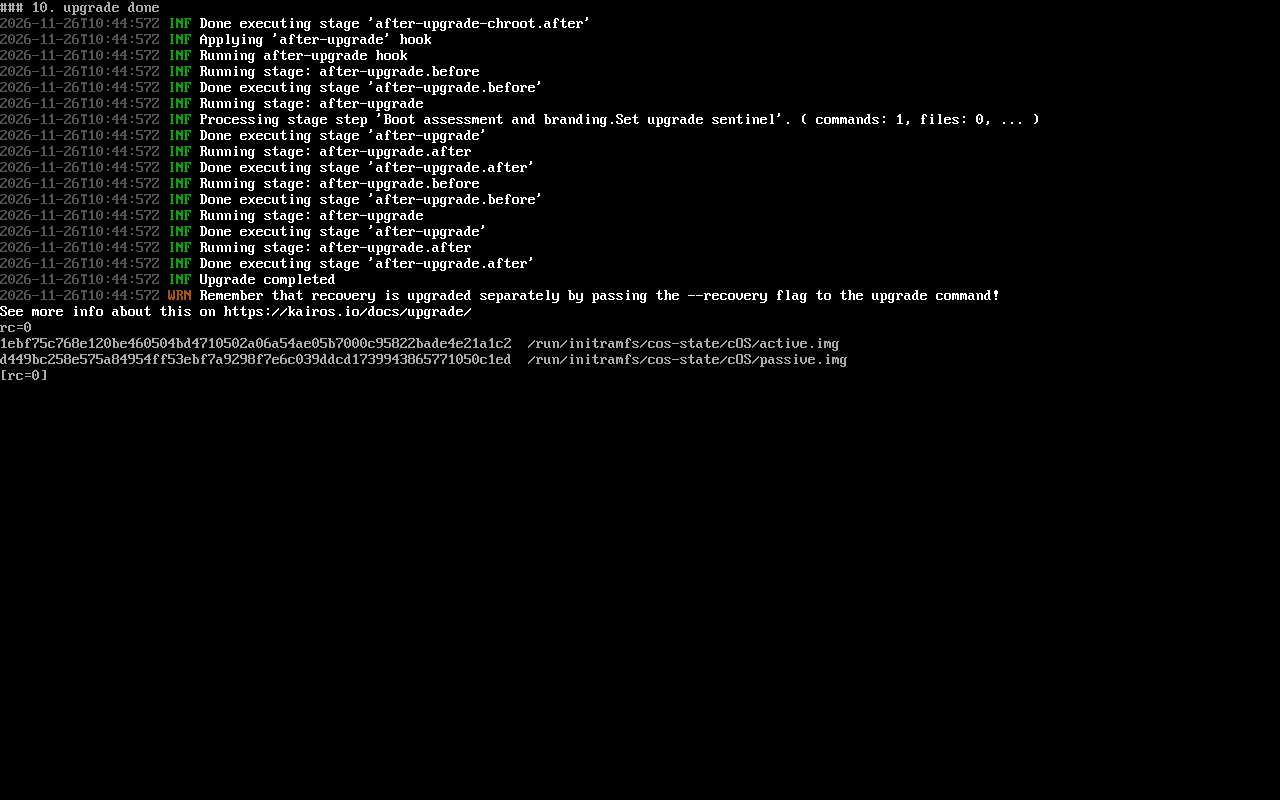 ### 10. upgrade done
2026-11-26T10:44:57Z INF Done executing stage 'after-upgrade-chroot.after'
2026-11-26T10:44:57Z INF Applying 'after-upgrade' hook
2026-11-26T10:44:57Z INF Running after-upgrade hook
2026-11-26T10:44:57Z INF Running stage: after-upgrade.before
2026-11-26T10:44:57Z INF Done executing stage 'after-upgrade.before'
2026-11-26T10:44:57Z INF Running stage: after-upgrade
2026-11-26T10:44:57Z INF Processing stage step 'Boot assessment and branding.Set upgrade sentinel'. ( commands: 1, files: 0, ... )
2026-11-26T10:44:57Z INF Done executing stage 'after-upgrade'
2026-11-26T10:44:57Z INF Running stage: after-upgrade.after
2026-11-26T10:44:57Z INF Done executing stage 'after-upgrade.after'
2026-11-26T10:44:57Z INF Running stage: after-upgrade.before
2026-11-26T10:44:57Z INF Done executing stage 'after-upgrade.before'
2026-11-26T10:44:57Z INF Running stage: after-upgrade
2026-11-26T10:44:57Z INF Done executing stage 'after-upgrade'
2026-11-26T10:44:57Z INF Running stage: after-upgrade.after
2026-11-26T10:44:57Z INF Done executing stage 'after-upgrade.after'
2026-11-26T10:44:57Z INF Upgrade completed
2026-11-26T10:44:57Z WRN Remember that recovery is upgraded separately by passing the --recovery flag to the upgrade command!
See more info about this on https://kairos.io/docs/upgrade/
rc=0
1ebf75c768e120be460504bd4710502a06a54ae05b7000c95822bade4e21a1c2  /run/initramfs/cos-state/cOS/active.img
d449bc258e575a84954ff53ebf7a9298f7e6c039ddcd1739943865771050c1ed  /run/initramfs/cos-state/cOS/passive.img
[rc=0]